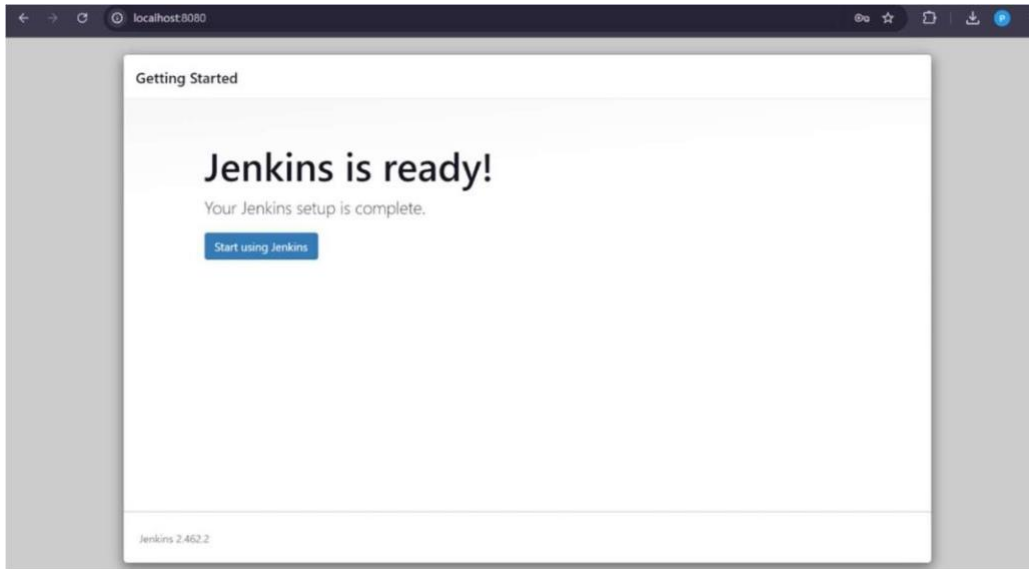 localhost:8080
P
Getting Started
Jenkins is ready!
Your Jenkins setup is complete.
Start using Jenkins
Jenkins 2.462.2